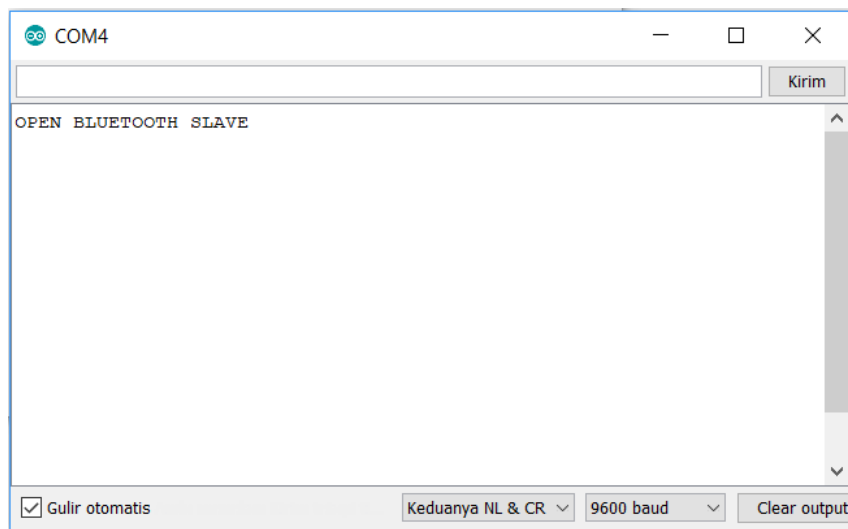 COM4
Kirim
OPEN BLUETOOTH SLAVE
Gulir otomatis Keduanya NL & CR 9600 baud Clear output